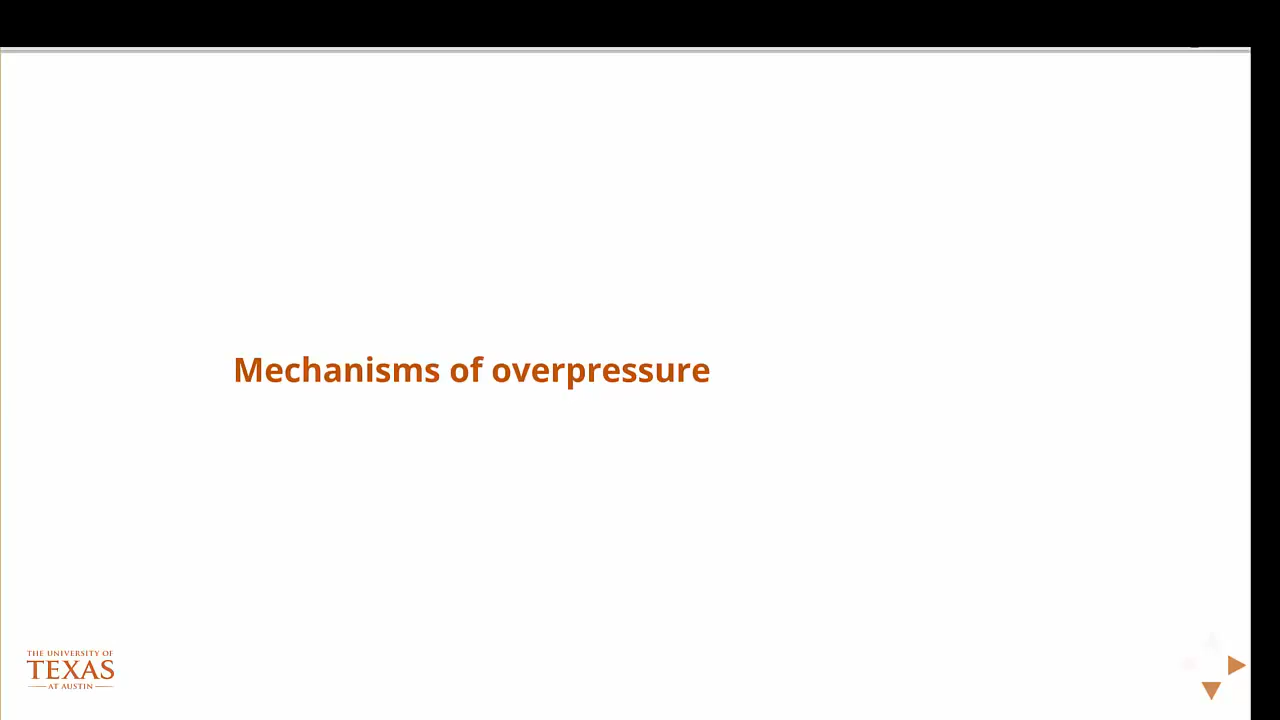 Mechanisms of overpressure
THE UNIVERSITY OF
TEXAS
AT AUSTIN